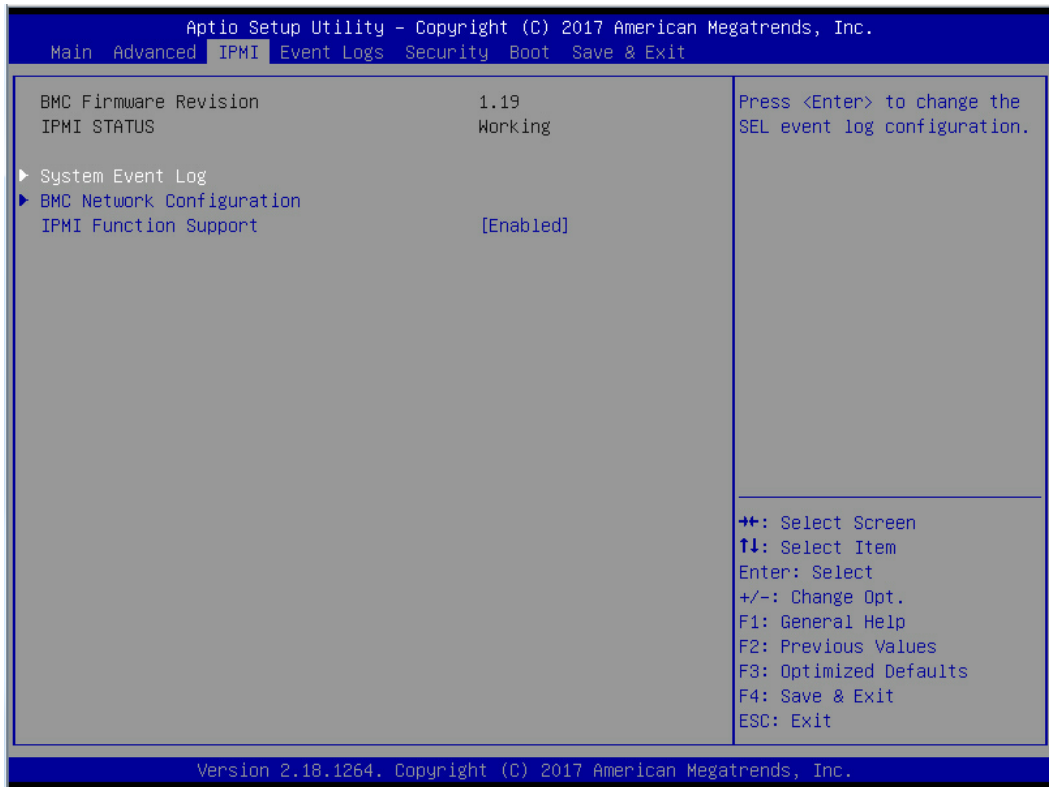 Aptio Setup Utility – Copyright (C) 2017 American Megatrends, Inc.
Main Advanced IPMI Event Logs Security Boot Save & Exit
BMC Firmware Revision 1.19
IPMI STATUS Working
System Event Log
BMC Network Configuration
IPMI Function Support [Enabled]
Press <Enter> to change the
SEL event log configuration.
→←: Select Screen
↑↓: Select Item
Enter: Select
+/-: Change Opt.
F1: General Help
F2: Previous Values
F3: Optimized Defaults
F4: Save & Exit
ESC: Exit
Version 2.18.1264. Copyright (C) 2017 American Megatrends, Inc.